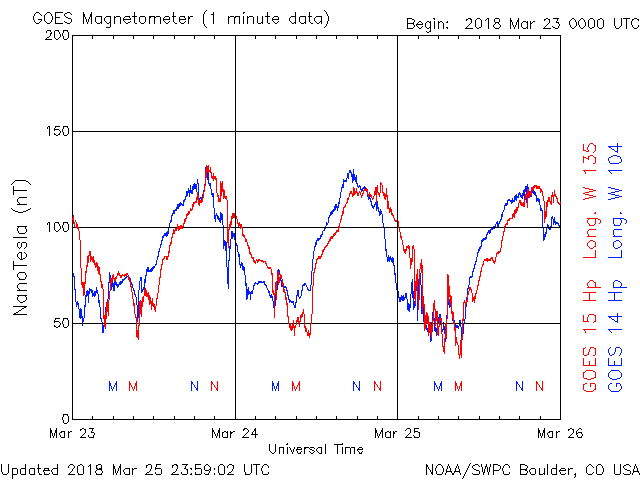 GOES Magnetometer (1 minute data)
Begin: 2018 Mar 23 0000 UTC
200
150
100
50
0
NanoTesla (nT)
M M N N M M N N M M N N
Mar 23 Mar 24 Mar 25 Mar 26
Universal Time
GOES 15 Hp Long. W 135
GOES 14 Hp Long. W 104
Updated 2018 Mar 25 23:59:02 UTC
NOAA/SWPC Boulder, CO USA